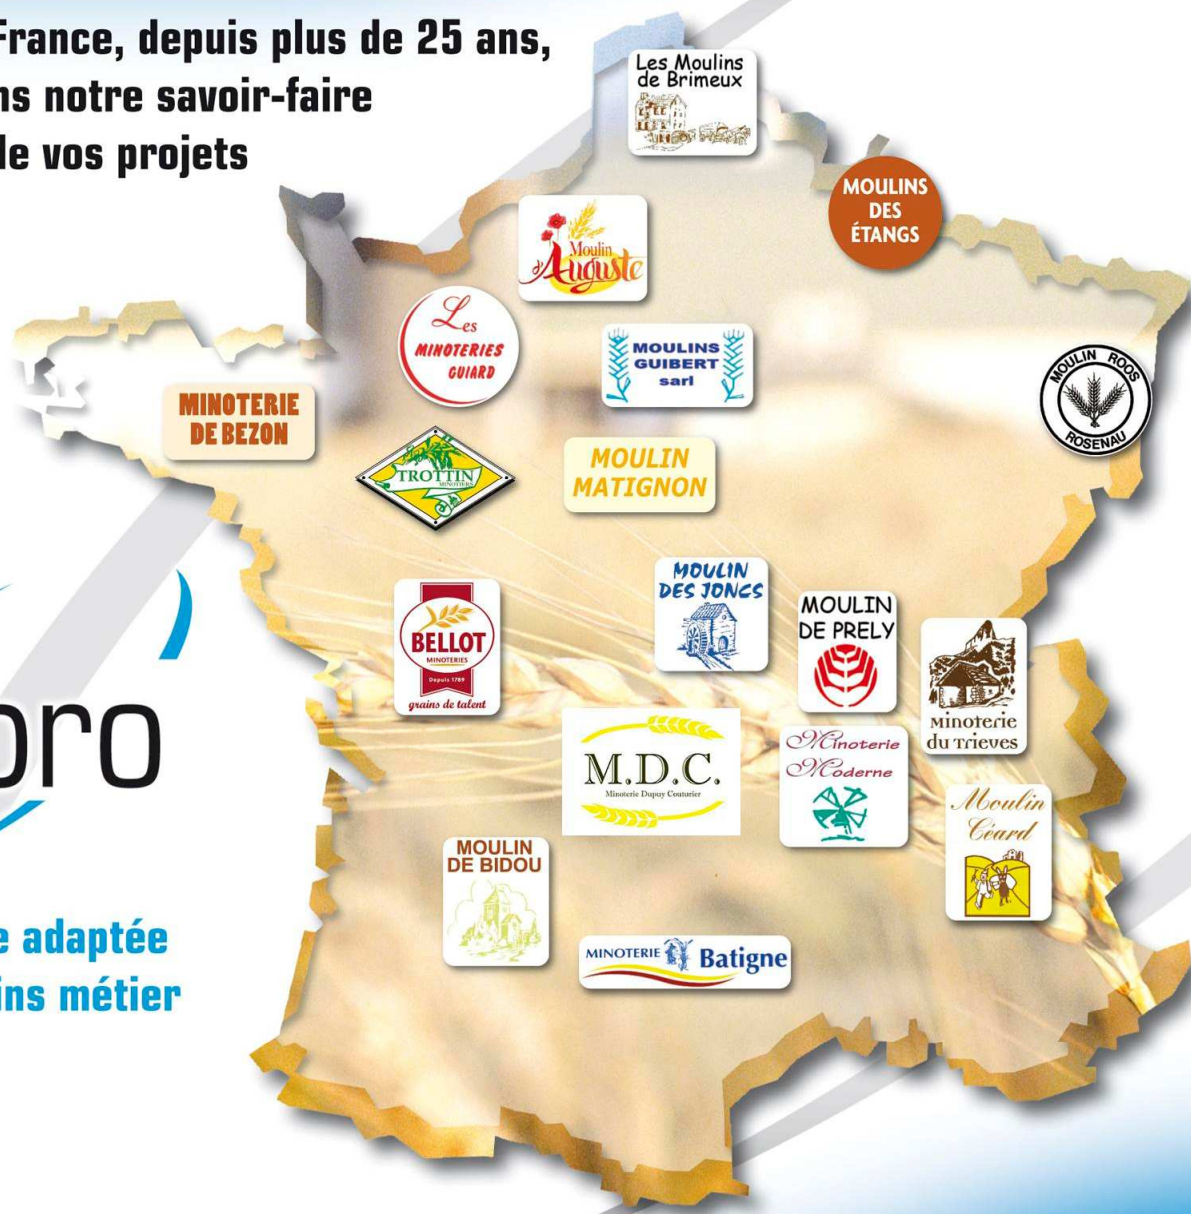 France, depuis plus de 25 ans,
ns notre savoir-faire
de vos projets
Les Moulins
de Brimeux
MOULINS
DES
ÉTANGS
Moulin
d'Auguste
Les
MINOTERIES
GUIARD
MOULINS
GUIBERT
sarl
MOULIN ROOS
ROSENAU
MINOTERIE
DE BEZON
TROTTIN
MINOTIERS
MOULIN
MATIGNON
MOULIN
DES JONCS
MOULIN
DE PRELY
BELLOT
MINOTERIES
Depuis 1789
grains de talent
Minoterie
du Trieves
pro
M.D.C.
Minoterie Dupuy Couturier
Minoterie
Moderne
Moulin
Céard
MOULIN
DE BIDOU
e adaptée
ins métier
MINOTERIE Batigne